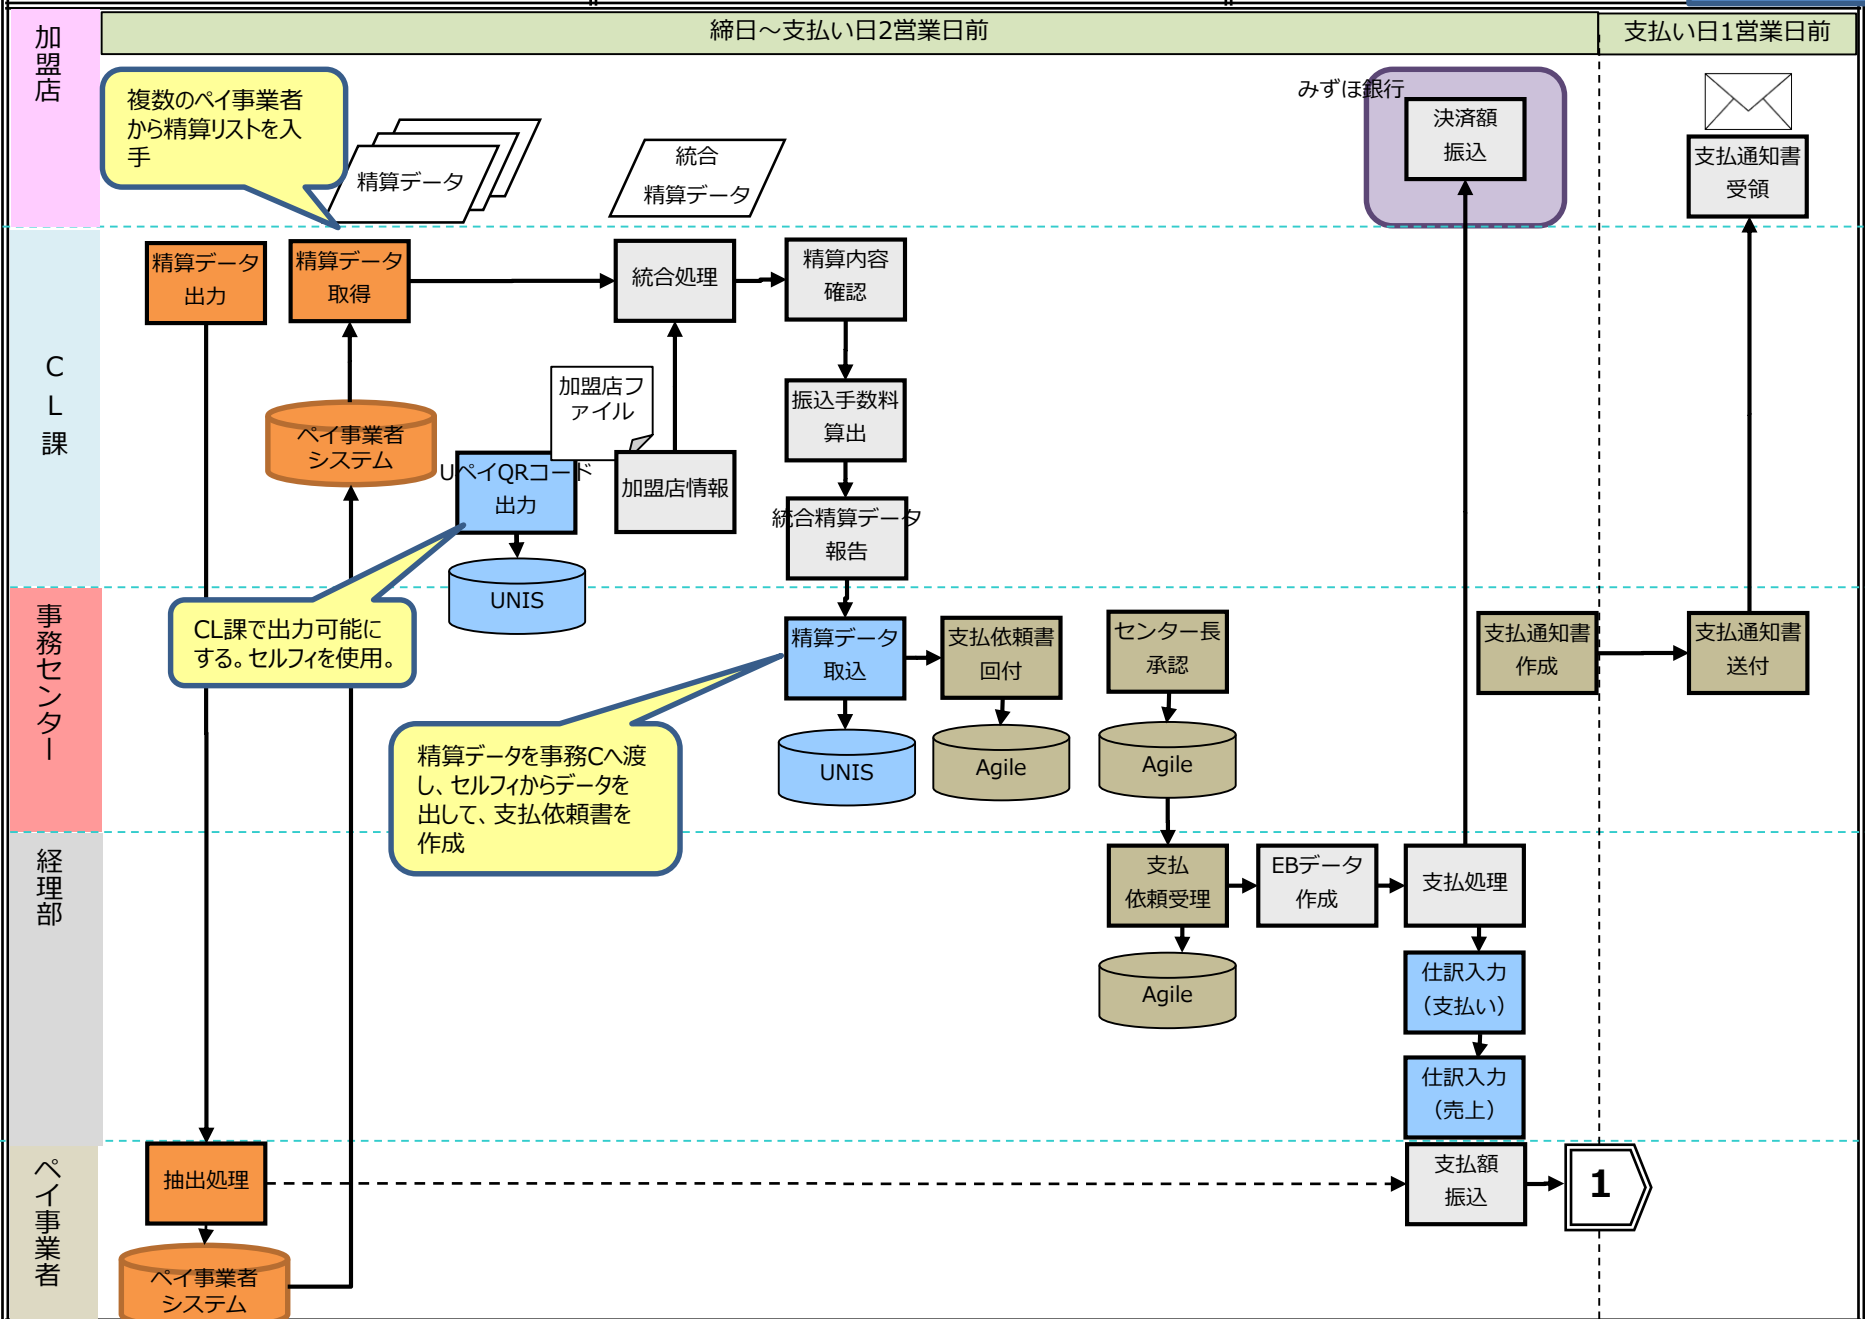 締日～支払い日2営業日前
支払い日1営業日前
加盟店
複数のペイ事業者
から精算リストを入
手
精算データ
統合
精算データ
みずほ銀行
決済額
振込
支払通知書
受領
CL課
精算データ
出力
精算データ
取得
統合処理
精算内容
確認
ペイ事業者
システム
加盟店フ
ァイル
振込手数料
算出
UペイQRコード
出力
加盟店情報
統合精算データ
報告
UNIS
事務センター
CL課で出力可能に
する。セルフィを使用。
精算データ
取込
支払依頼書
回付
センター長
承認
支払通知書
作成
支払通知書
送付
UNIS
Agile
Agile
精算データを事務Cへ渡
し、セルフィからデータを
出して、支払依頼書を
作成
経理部
支払
依頼受理
EBデータ
作成
支払処理
Agile
仕訳入力
（支払い）
仕訳入力
（売上）
ペイ事業者
抽出処理
支払額
振込
1
ペイ事業者
システム